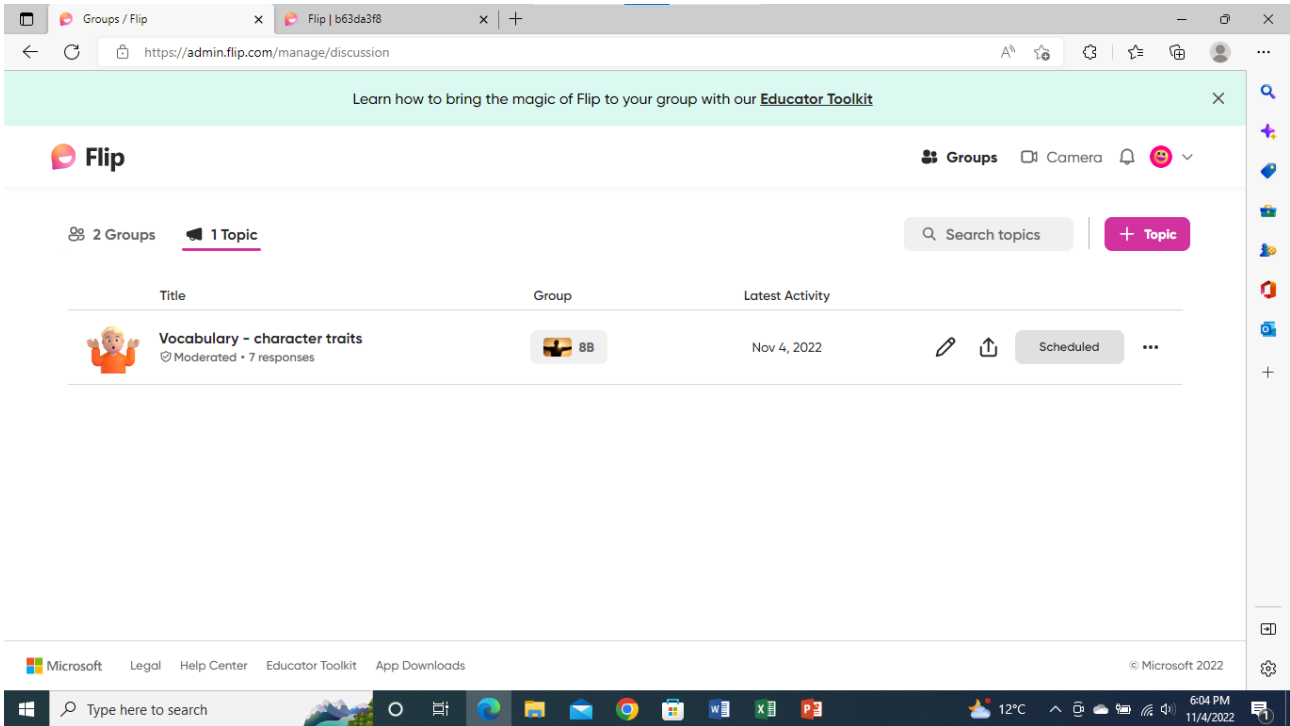 Groups / Flip
Flip | b63da3f8
https://admin.flip.com/manage/discussion
Learn how to bring the magic of Flip to your group with our Educator Toolkit
Flip
Groups Camera
2 Groups 1 Topic Search topics + Topic
Title Group Latest Activity
Vocabulary - character traits
Moderated • 7 responses
8B Nov 4, 2022 Scheduled
Microsoft Legal Help Center Educator Toolkit App Downloads © Microsoft 2022
Type here to search 12°C 6:04 PM
11/4/2022
1